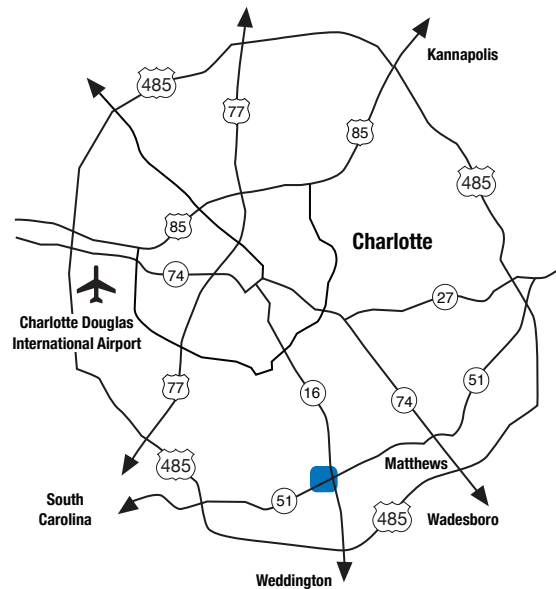 Kannapolis
485
77
85
485
85
Charlotte
74
27
Charlotte Douglas
International Airport
77
16
74
51
485
Matthews
South
Carolina
51
485
Wadesboro
Weddington